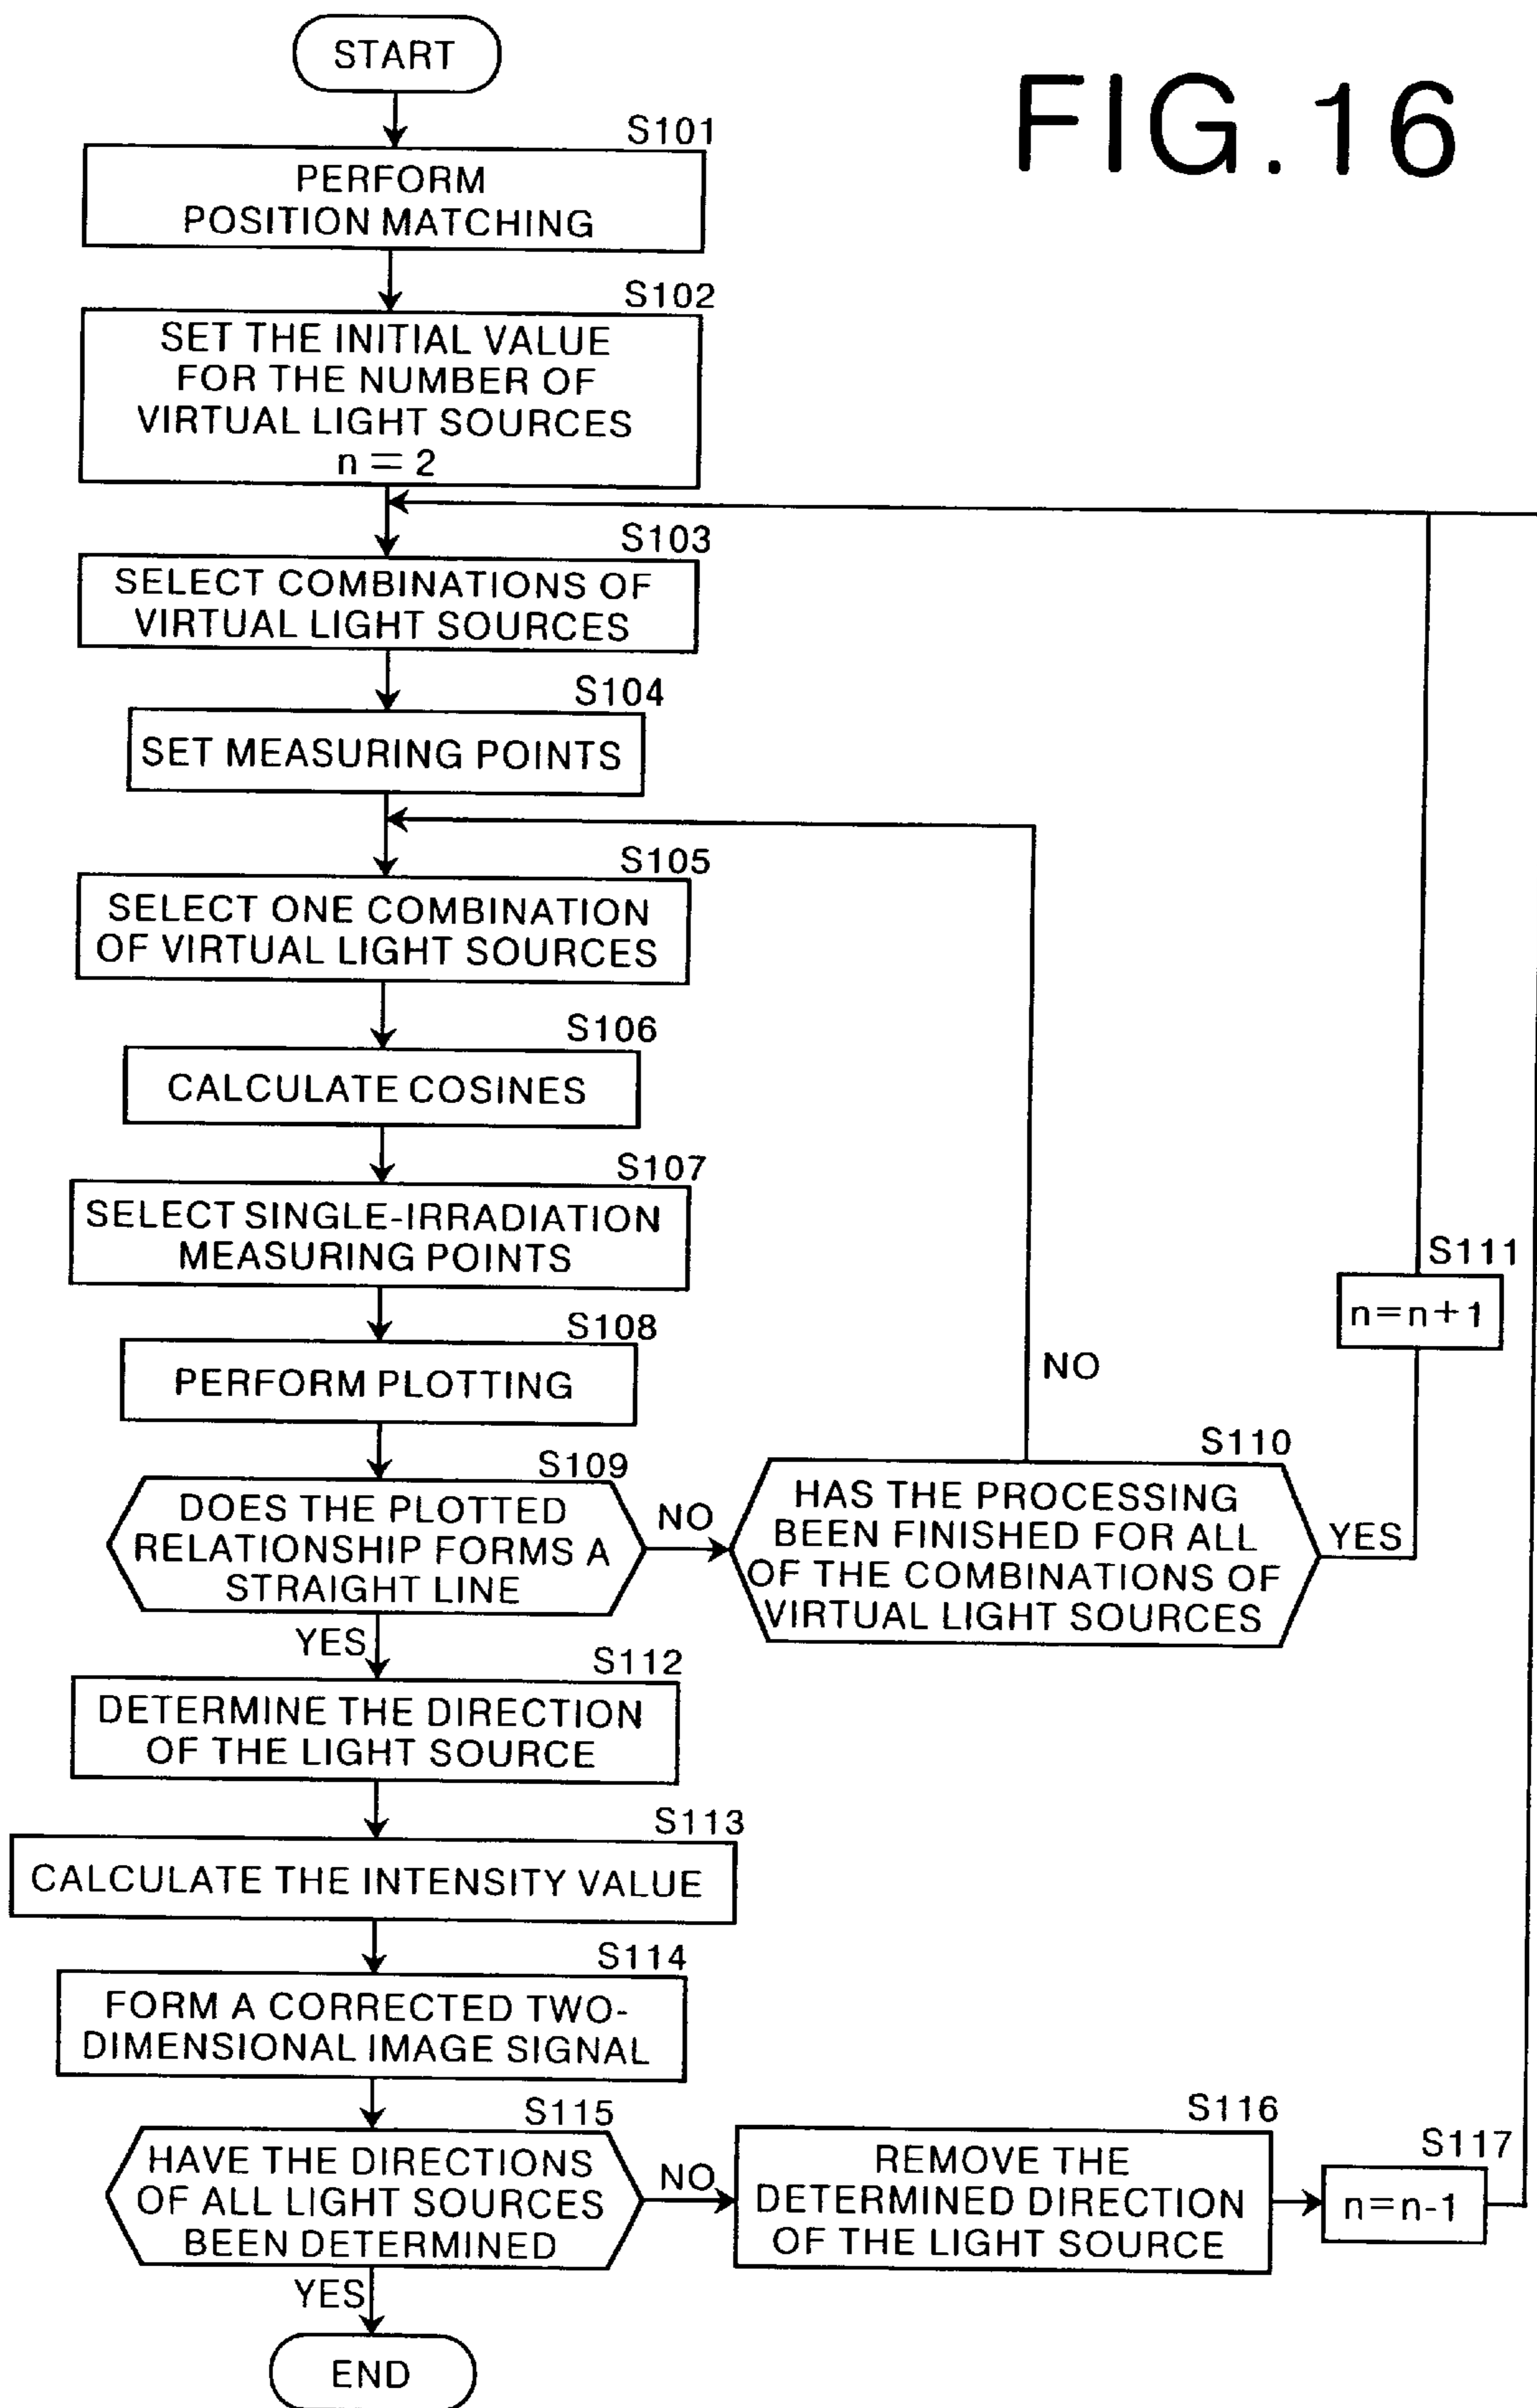 START
FIG.16
S101
PERFORM
POSITION MATCHING
S102
SET THE INITIAL VALUE
FOR THE NUMBER OF
VIRTUAL LIGHT SOURCES
n = 2
S103
SELECT COMBINATIONS OF
VIRTUAL LIGHT SOURCES
S104
SET MEASURING POINTS
S105
SELECT ONE COMBINATION
OF VIRTUAL LIGHT SOURCES
S106
CALCULATE COSINES
S107
SELECT SINGLE-IRRADIATION
MEASURING POINTS
S108
PERFORM PLOTTING
S109
DOES THE PLOTTED
RELATIONSHIP FORMS A
STRAIGHT LINE
NO
YES
S110
HAS THE PROCESSING
BEEN FINISHED FOR ALL
OF THE COMBINATIONS OF
VIRTUAL LIGHT SOURCES
NO
YES
S111
n=n+1
S112
DETERMINE THE DIRECTION
OF THE LIGHT SOURCE
S113
CALCULATE THE INTENSITY VALUE
S114
FORM A CORRECTED TWO-
DIMENSIONAL IMAGE SIGNAL
S115
HAVE THE DIRECTIONS
OF ALL LIGHT SOURCES
BEEN DETERMINED
NO
YES
S116
REMOVE THE
DETERMINED DIRECTION
OF THE LIGHT SOURCE
S117
n=n-1
END